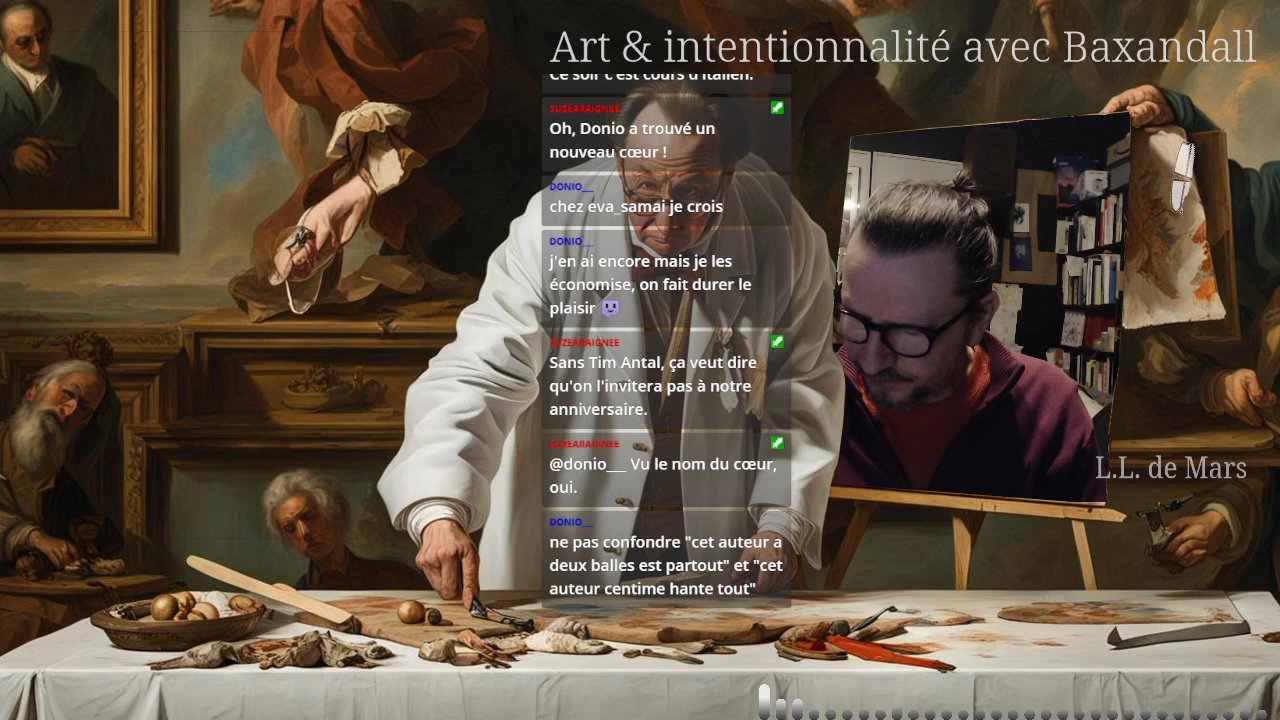 Art & intentionnalité avec Baxandall
Ce soir c'est cours d'italien.
SUZEARAIGNEE
Oh, Donio a trouvé un
nouveau cœur !
DONIO__
chez eva_samai je crois
DONIO__
j'en ai encore mais je les
économise, on fait durer le
plaisir
SUZEARAIGNEE
Sans Tim Antal, ça veut dire
qu'on l'invitera pas à notre
anniversaire.
SUZEARAIGNEE
@donio__ Vu le nom du cœur,
oui.
DONIO__
ne pas confondre "cet auteur a
deux balles est partout" et "cet
auteur centime hante tout"
L.L. de Mars